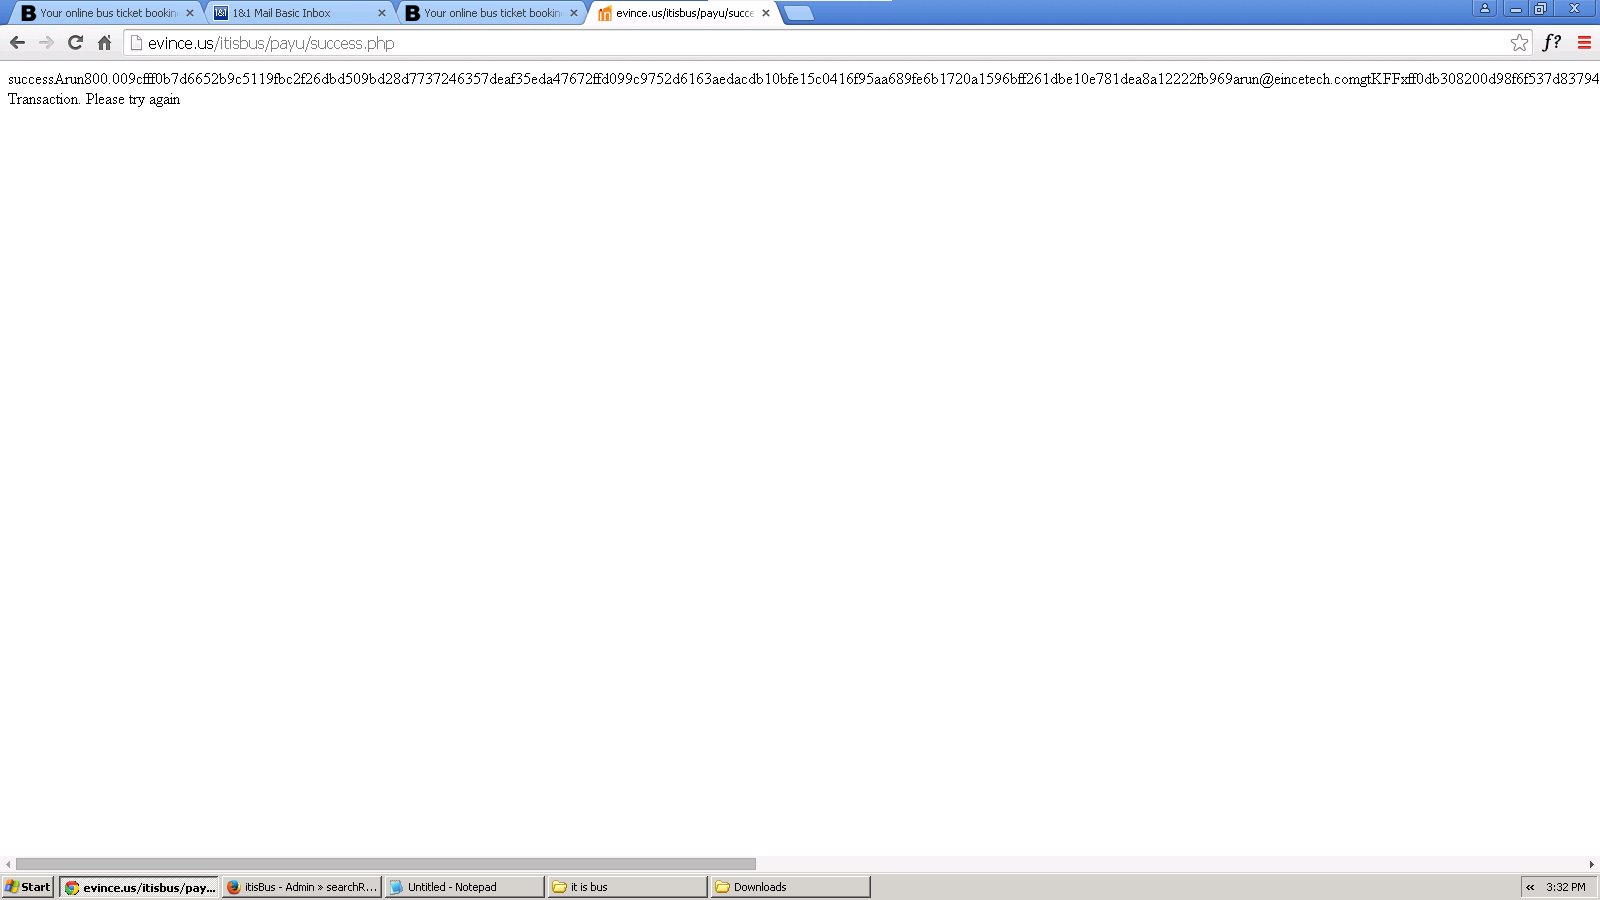 Your online bus ticket bookin
1&1 Mail Basic Inbox
Your online bus ticket bookin
evince.us/itisbus/payu/succe
evince.us/itisbus/payu/success.php
f?
successArun800.009cfff0b7d6652b9c5119fbc2f26dbd509bd28d7737246357deaf35eda47672ffd099c9752d6163aedacdb10bfe15c0416f95aa689fe6b1720a1596bff261dbe10e781dea8a12222fb969arun@eincetech.comgtKFFxff0db308200d98f6f537d83794
Transaction. Please try again
Start
evince.us/itisbus/pay...
itisBus - Admin » searchR...
Untitled - Notepad
it is bus
Downloads
«
3:32 PM